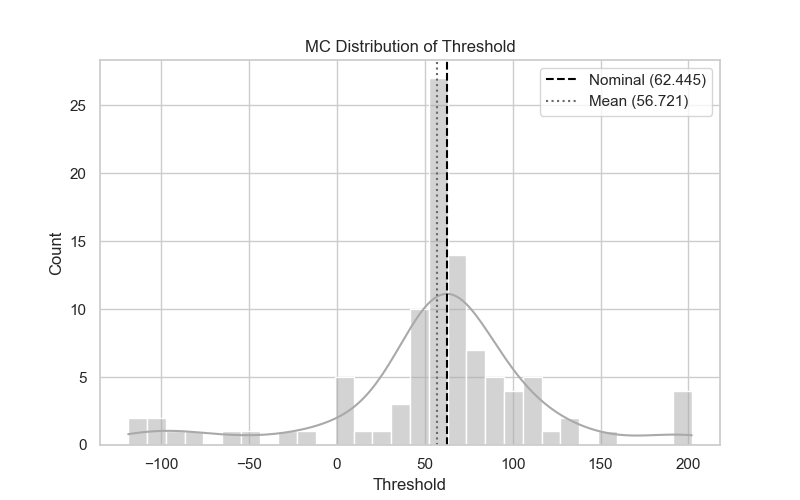 MC Distribution of Threshold
Nominal (62.445)
Mean (56.721)
Count
25
20
15
10
5
0
−100
−50
0
50
100
150
200
Threshold